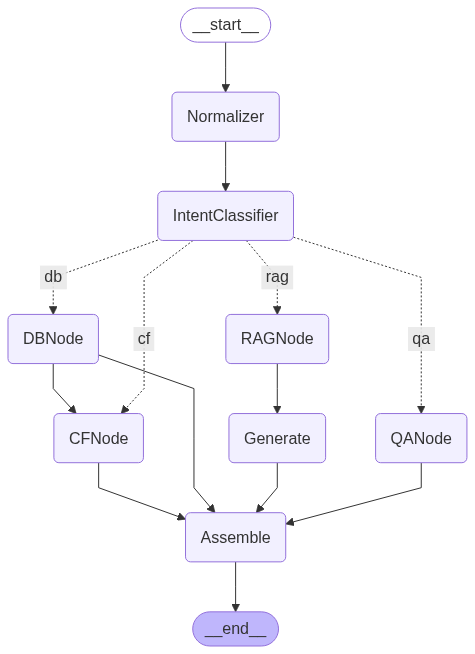 __start__
Normalizer
IntentClassifier
db
rag
cf
qa
DBNode
RAGNode
CFNode
Generate
QANode
Assemble
__end__